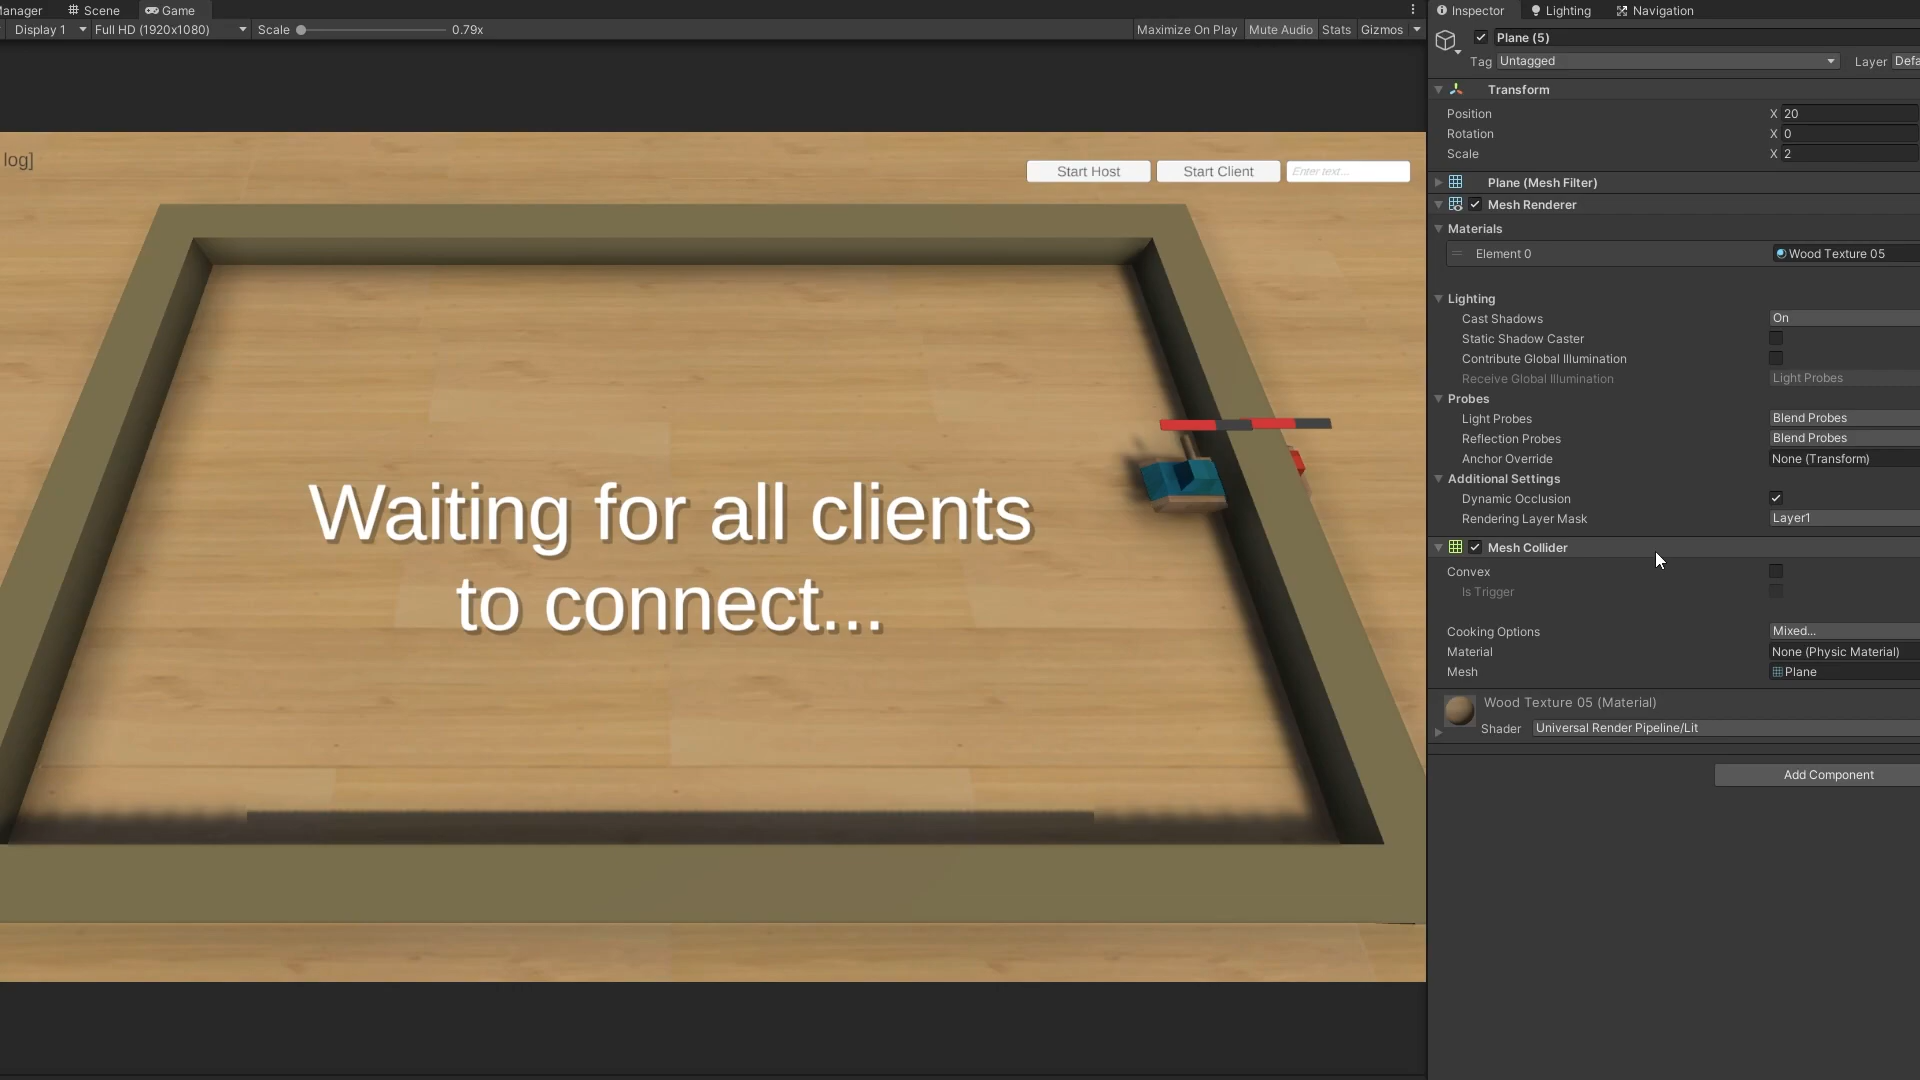 Scene
Game
Display 1
Full HD (1920x1080)
Scale
0.79x
Maximize On Play
Mute Audio
Stats
Gizmos
log]
Start Host
Start Client
Enter text...
Waiting for all clients
to connect...
Inspector
Lighting
Navigation
Plane (5)
Tag
Untagged
Layer
Transform
Position
X 20
Rotation
X 0
Scale
X 2
Plane (Mesh Filter)
Mesh Renderer
Materials
Element 0
Wood Texture 05
Lighting
Cast Shadows
On
Static Shadow Caster
Contribute Global Illumination
Receive Global Illumination
Light Probes
Probes
Light Probes
Blend Probes
Reflection Probes
Blend Probes
Anchor Override
None (Transform)
Additional Settings
Dynamic Occlusion
Rendering Layer Mask
Layer1
Mesh Collider
Convex
Is Trigger
Cooking Options
Mixed...
Material
None (Physic Material)
Mesh
Plane
Wood Texture 05 (Material)
Shader
Universal Render Pipeline/Lit
Add Component